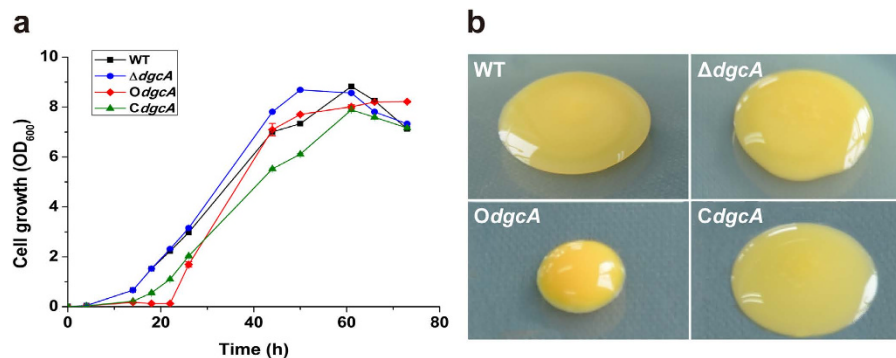 a
WT
ΔdgcA
OdgcA
CdgcA
Cell growth (OD600)
10
8
6
4
2
0
0 20 40 60 80
Time (h)
b
WT
ΔdgcA
OdgcA
CdgcA